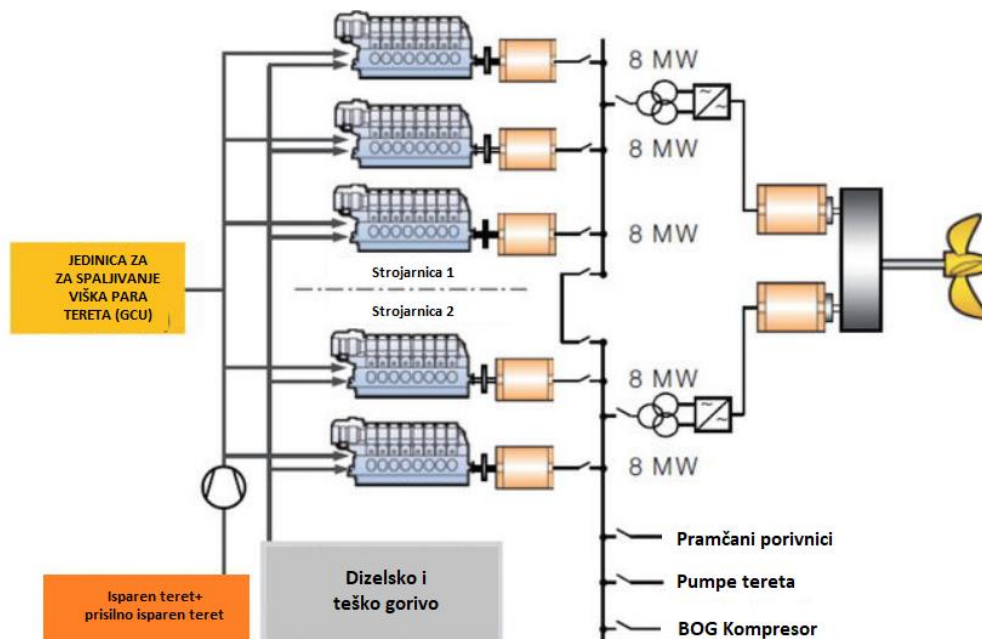 8 MW
8 MW
8 MW
JEDINICA ZA
ZA SPALJIVANJE
VIŠKA PARA
TERETA (GCU)
Strojarnica 1
Strojarnica 2
8 MW
8 MW
Isparen teret+
prisilno isparen teret
Dizelsko i
teško gorivo
Pramčani porivnici
Pumpe tereta
BOG Kompresor